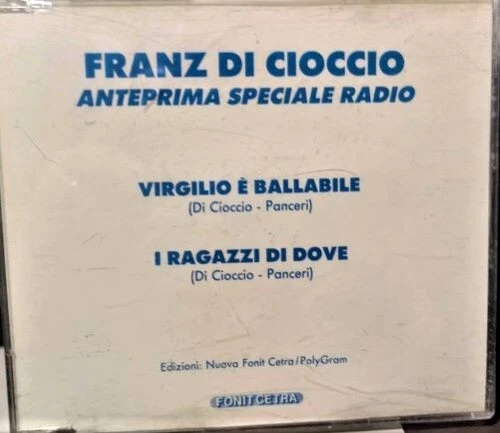 FRANZ DI CIOCCIO
ANTEPRIMA SPECIALE RADIO
VIRGILIO È BALLABILE
(Di Cioccio - Panceri)
I RAGAZZI DI DOVE
(Di Cioccio - Panceri)
Edizioni: Nuova Fonit Cetra/PolyGram
FONIT CETRA